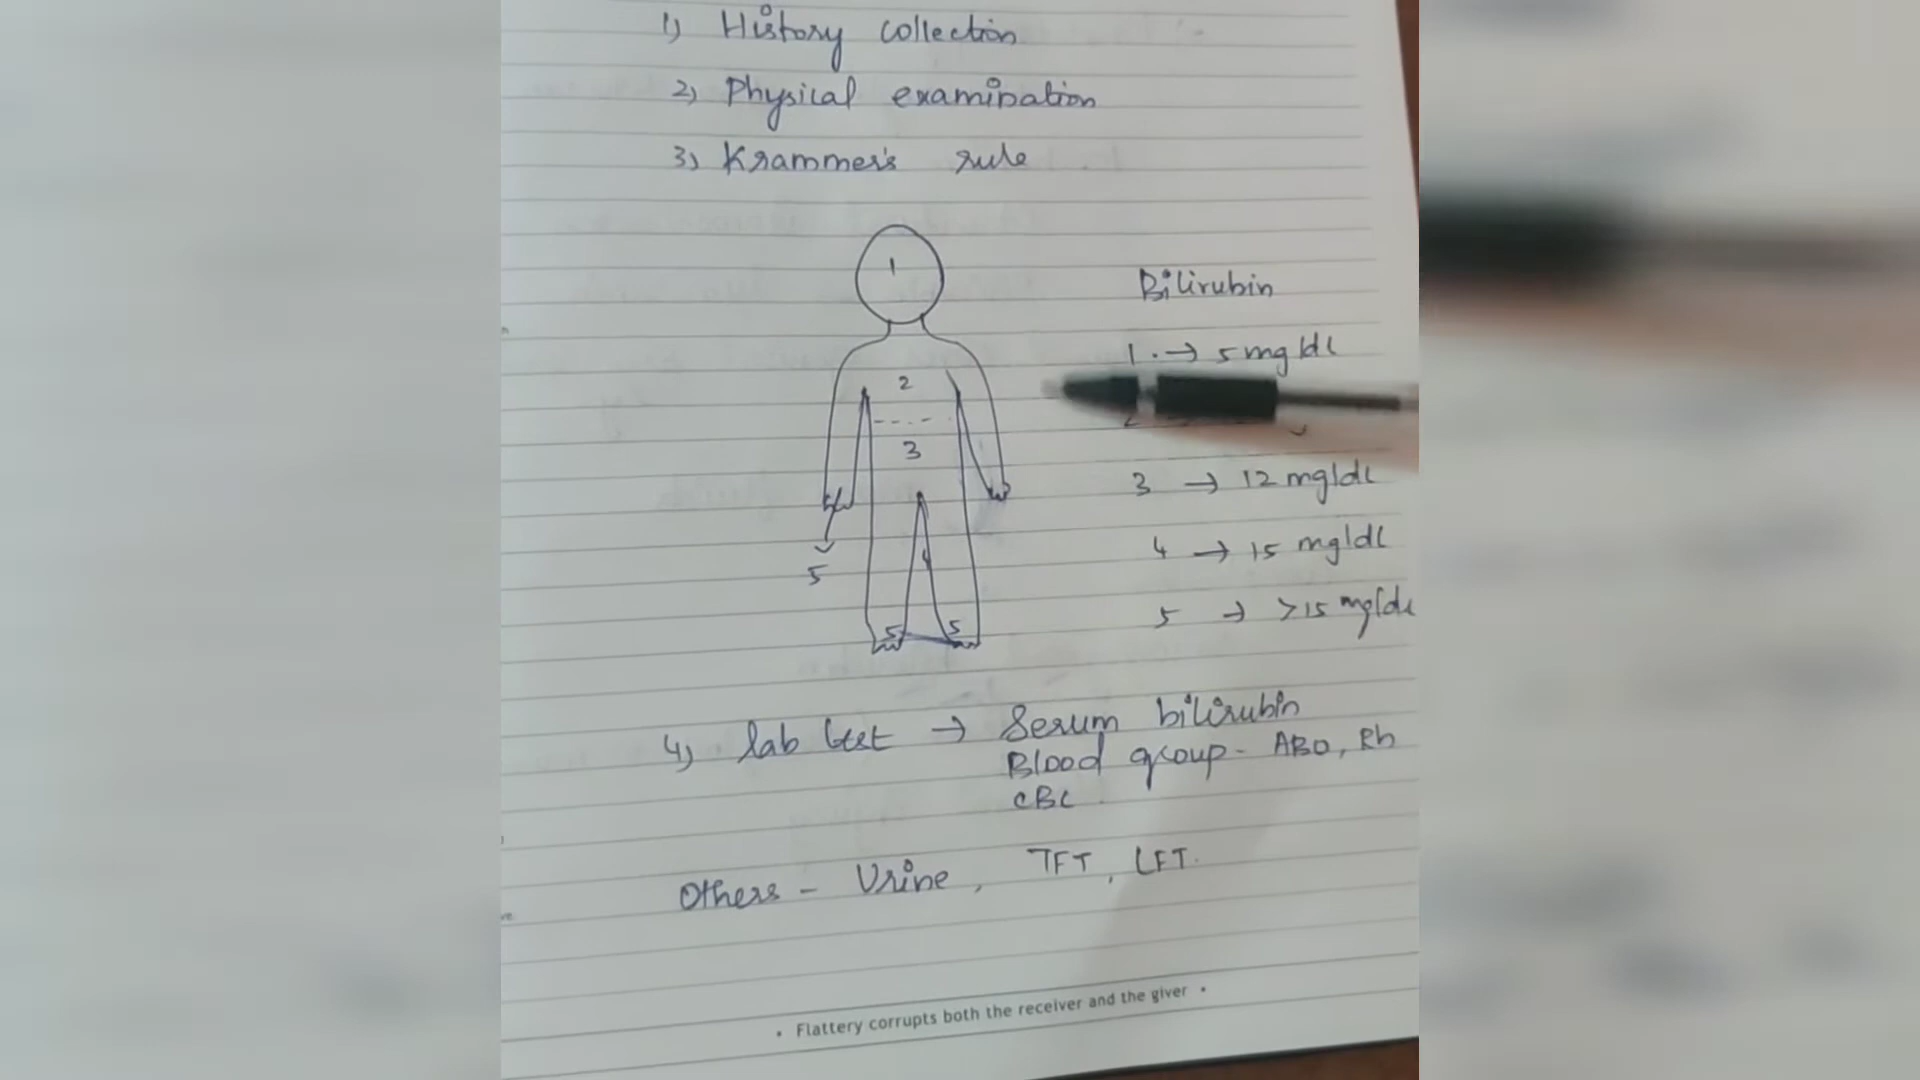 1) History collection
2) Physical examination
3) Krammer's rule
1
Bilirubin
1 → 5 mg/dl
2
3
3 → 12 mg/dl
4 → 15 mg/dl
5
5 → >15 mg/dl
5 5
4) lab test → Serum bilirubin
Blood group - ABO, Rh
CBC
Others - Urine, TFT, LFT.
• Flattery corrupts both the receiver and the giver •